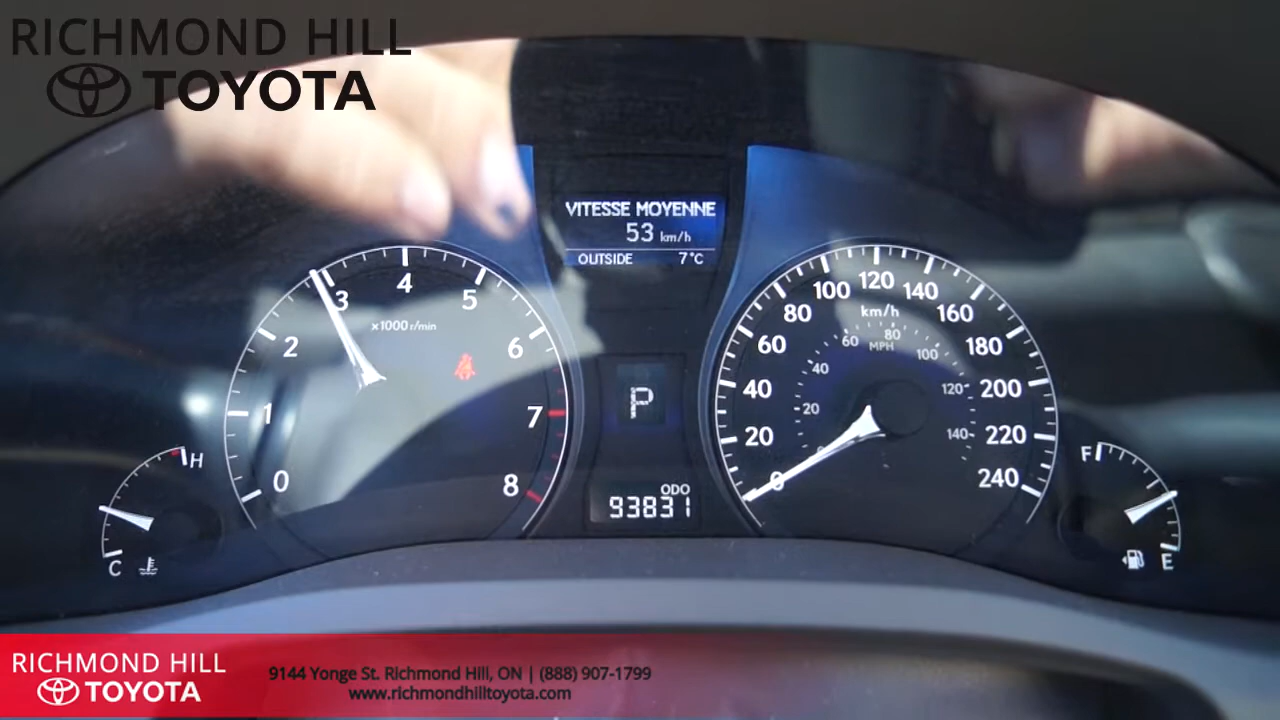 RICHMOND HILL
TOYOTA
VITESSE MOYENNE
53 km/h
OUTSIDE 7°C
0 1 2 3 4 5 6 7 8
x1000 r/min
0 20 40 60 80 100 120 140 160 180 200 220 240
km/h
20 40 60 80 100 120 140
MPH
P
ODO
93831
H
C
F
E
RICHMOND HILL
TOYOTA
9144 Yonge St. Richmond Hill, ON | (888) 907-1799
www.richmondhilltoyota.com